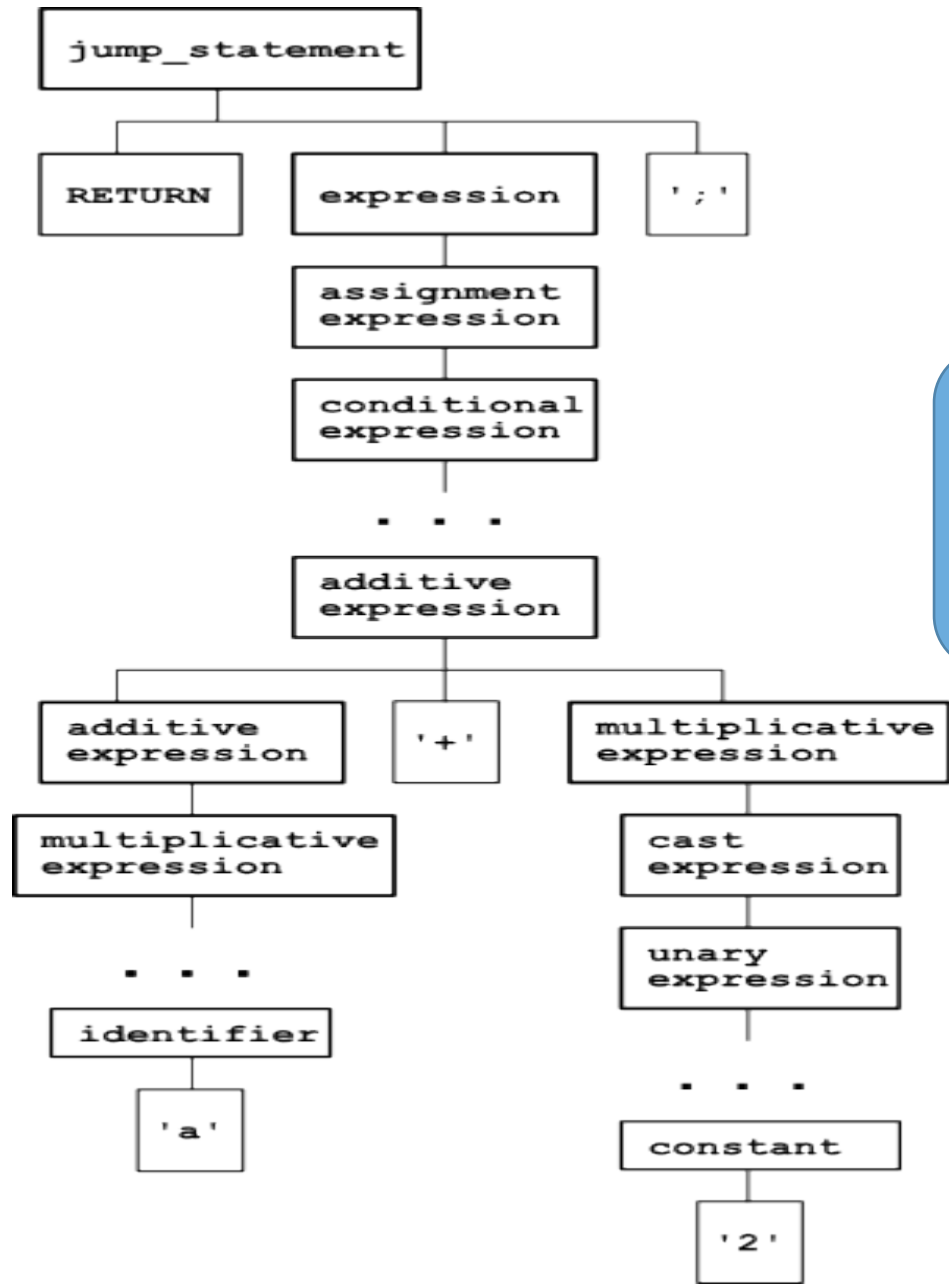 jump_statement
RETURN
expression
';'
assignment
expression
conditional
expression
. . .
additive
expression
additive
expression
'+'
multiplicative
expression
multiplicative
expression
cast
expression
unary
expression
. . .
identifier
. . .
'a'
constant
'2'